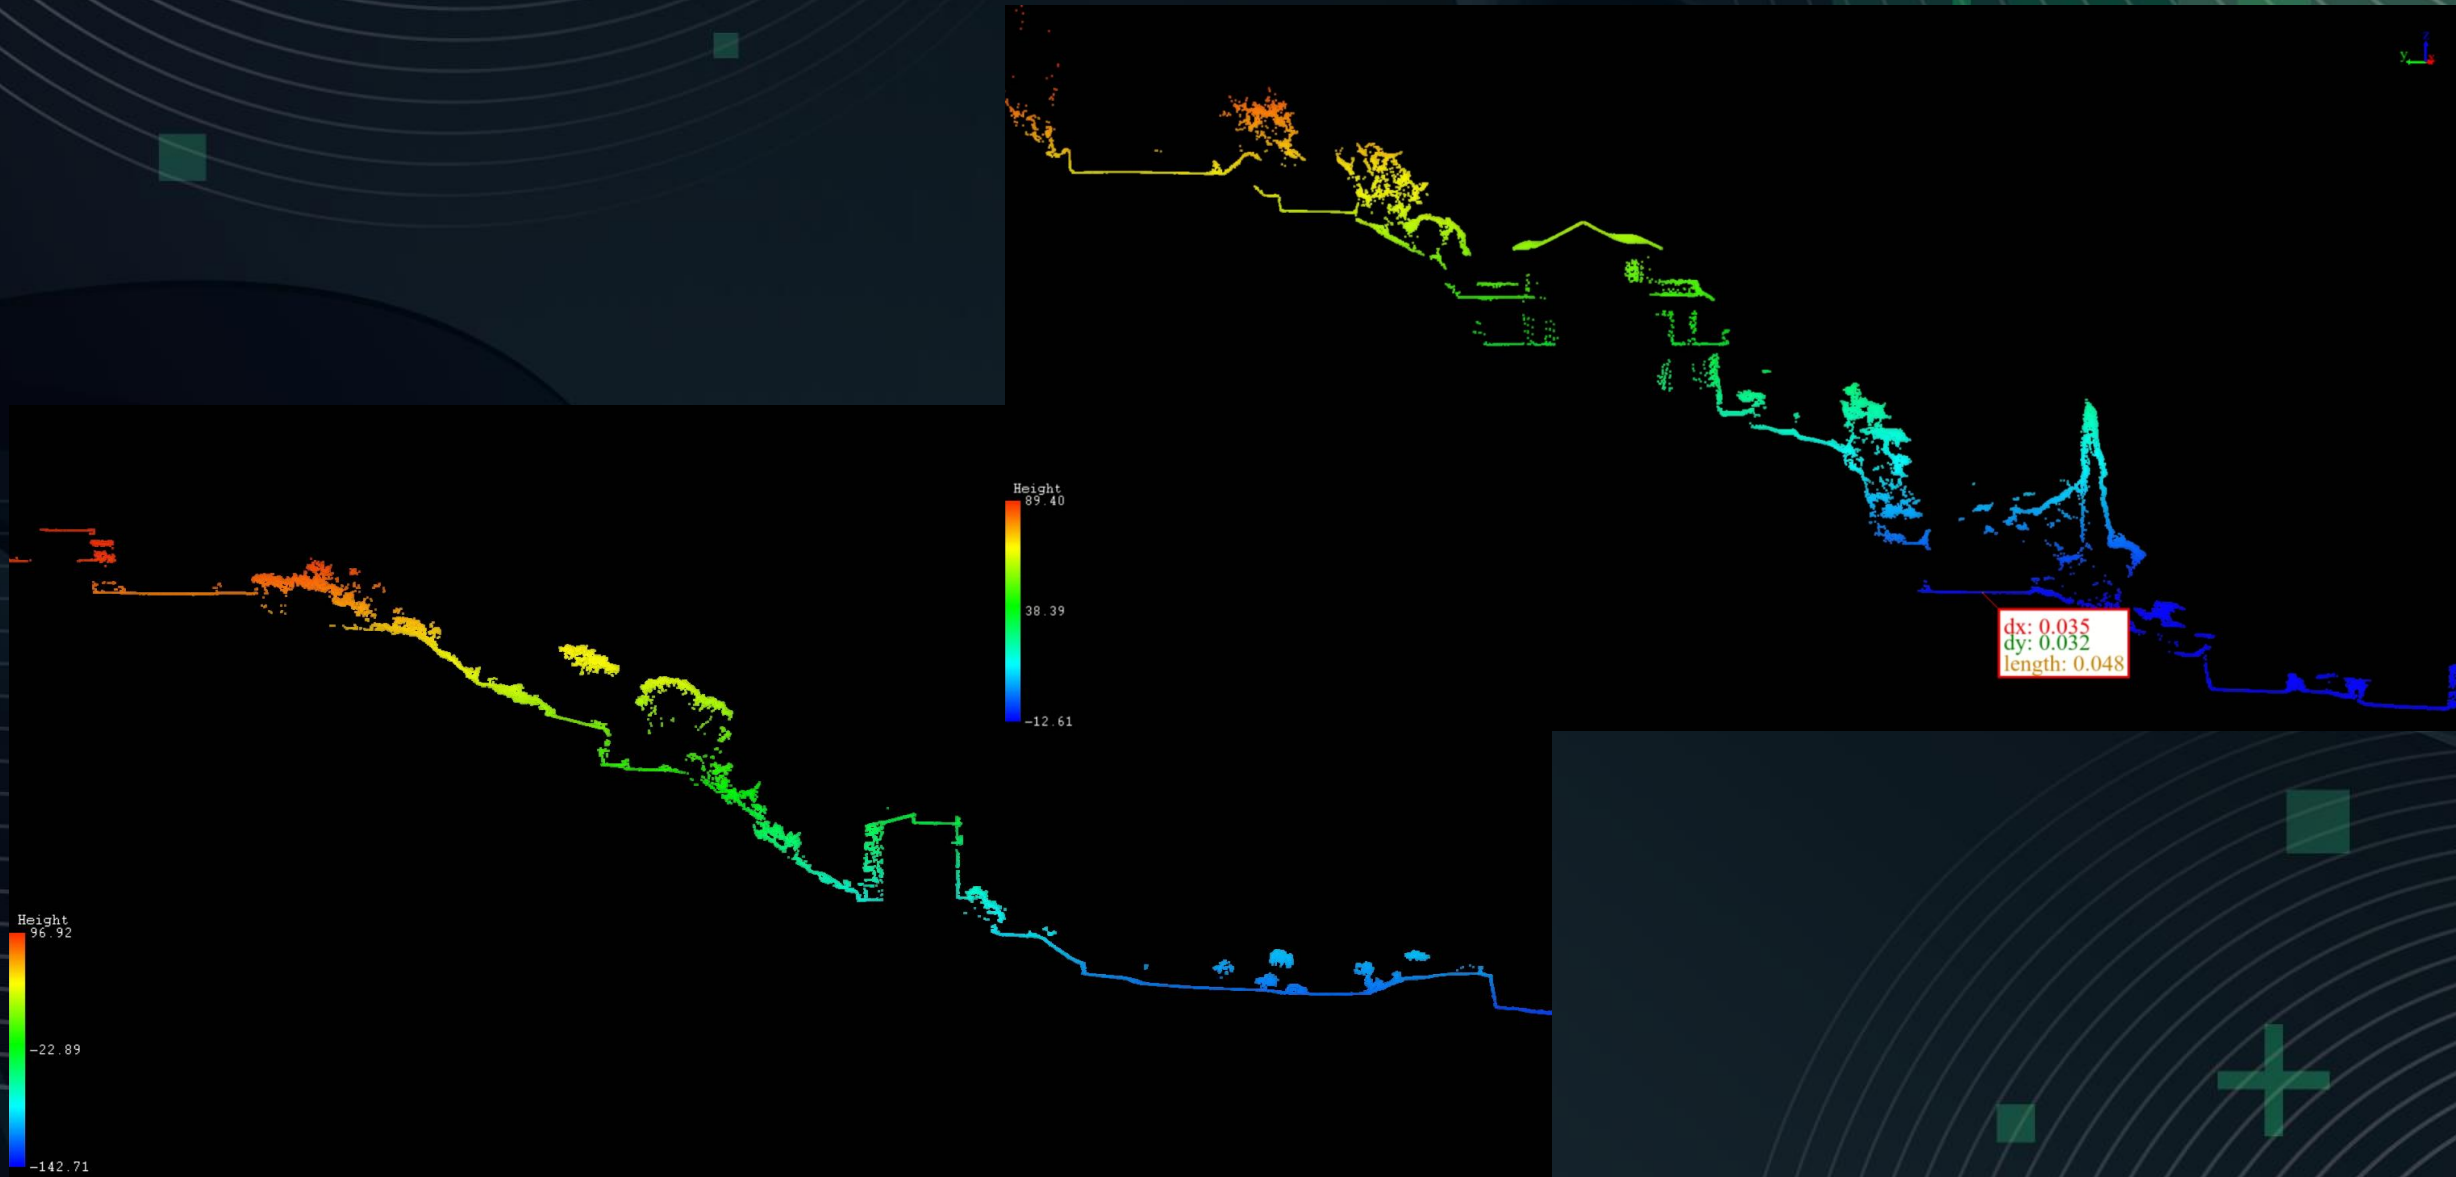 z
y
x
Height
89.40
38.39
-12.61
dx: 0.035
dy: 0.032
length: 0.048
Height
96.92
-22.89
-142.71